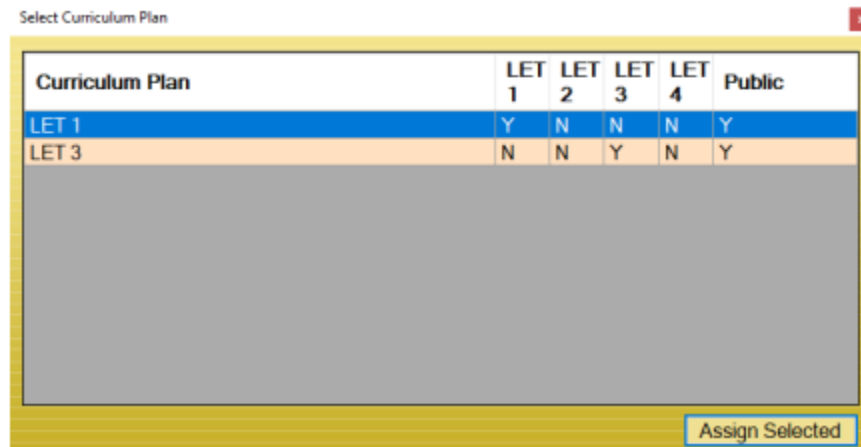 Select Curriculum Plan
Curriculum Plan LET 1 LET 2 LET 3 LET 4 Public
LET 1 Y N N N Y
LET 3 N N Y N Y
Assign Selected